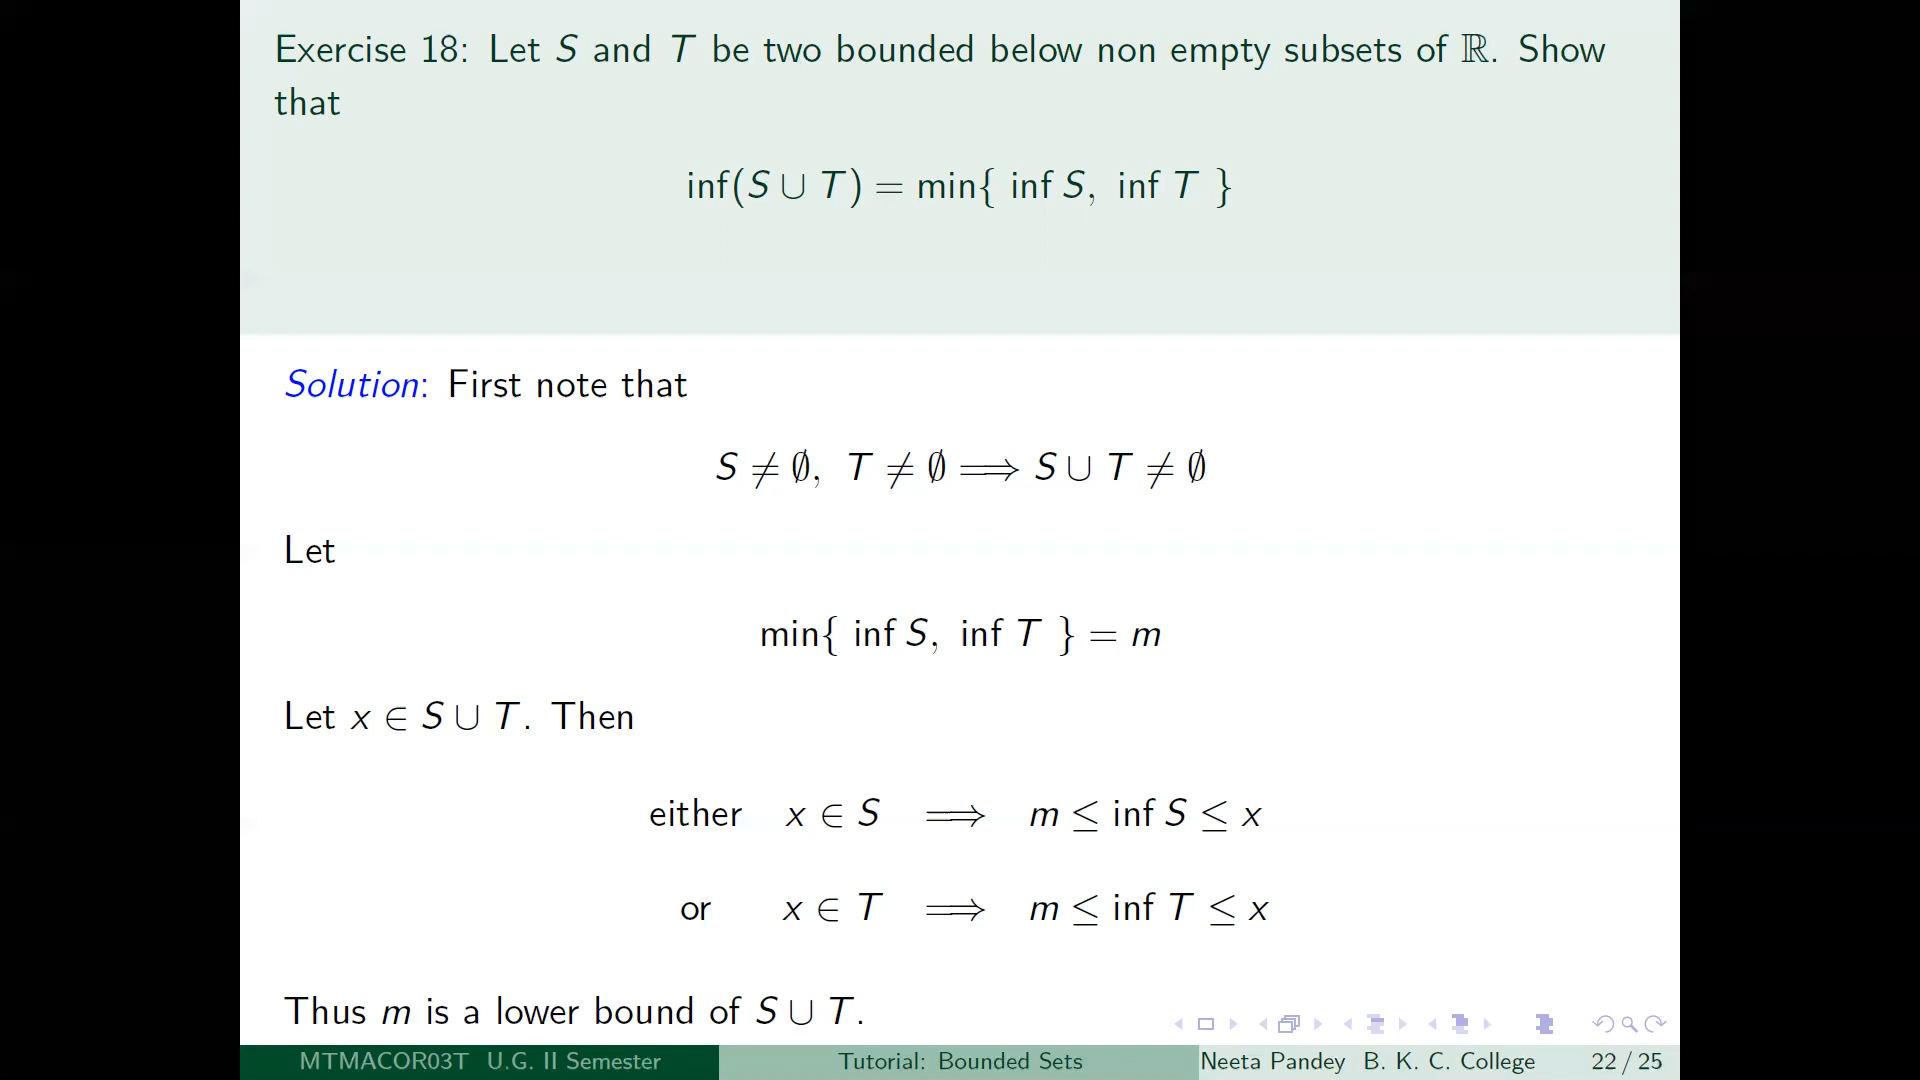 Exercise 18: Let S and T be two bounded below non empty subsets of ℝ. Show
that
inf(S ∪ T) = min{ inf S, inf T }
Solution: First note that
S ≠ ∅, T ≠ ∅ ⟹ S ∪ T ≠ ∅
Let
min{ inf S, inf T } = m
Let x ∈ S ∪ T. Then
either x ∈ S ⟹ m ≤ inf S ≤ x
or x ∈ T ⟹ m ≤ inf T ≤ x
Thus m is a lower bound of S ∪ T.
MTMACOR03T U.G. II Semester Tutorial: Bounded Sets Neeta Pandey B. K. C. College 22 / 25